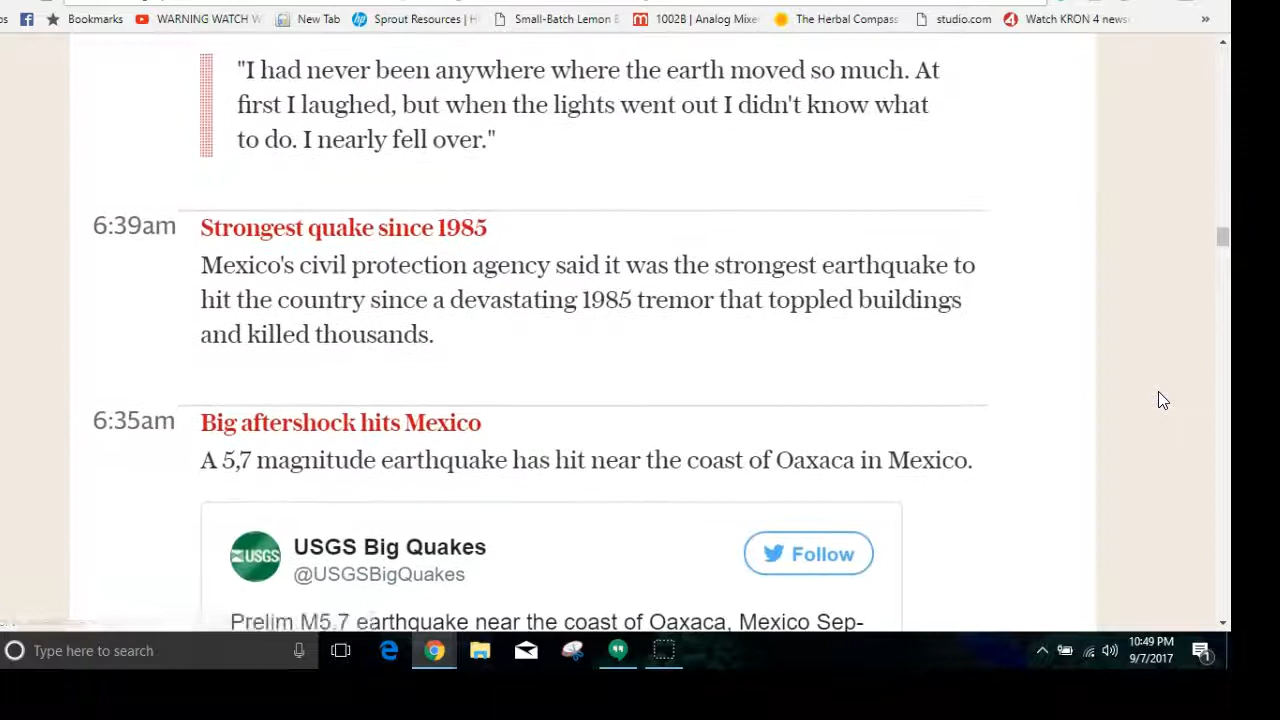 Bookmarks WARNING WATCH W New Tab Sprout Resources | H Small-Batch Lemon 1002B | Analog Mixe The Herbal Compass studio.com Watch KRON 4 news »
"I had never been anywhere where the earth moved so much. At
first I laughed, but when the lights went out I didn't know what
to do. I nearly fell over."
6:39am Strongest quake since 1985
Mexico's civil protection agency said it was the strongest earthquake to
hit the country since a devastating 1985 tremor that toppled buildings
and killed thousands.
6:35am Big aftershock hits Mexico
A 5,7 magnitude earthquake has hit near the coast of Oaxaca in Mexico.
USGS
USGS Big Quakes
@USGSBigQuakes
Follow
Prelim M5.7 earthquake near the coast of Oaxaca, Mexico Sep-
Type here to search
10:49 PM
9/7/2017
1